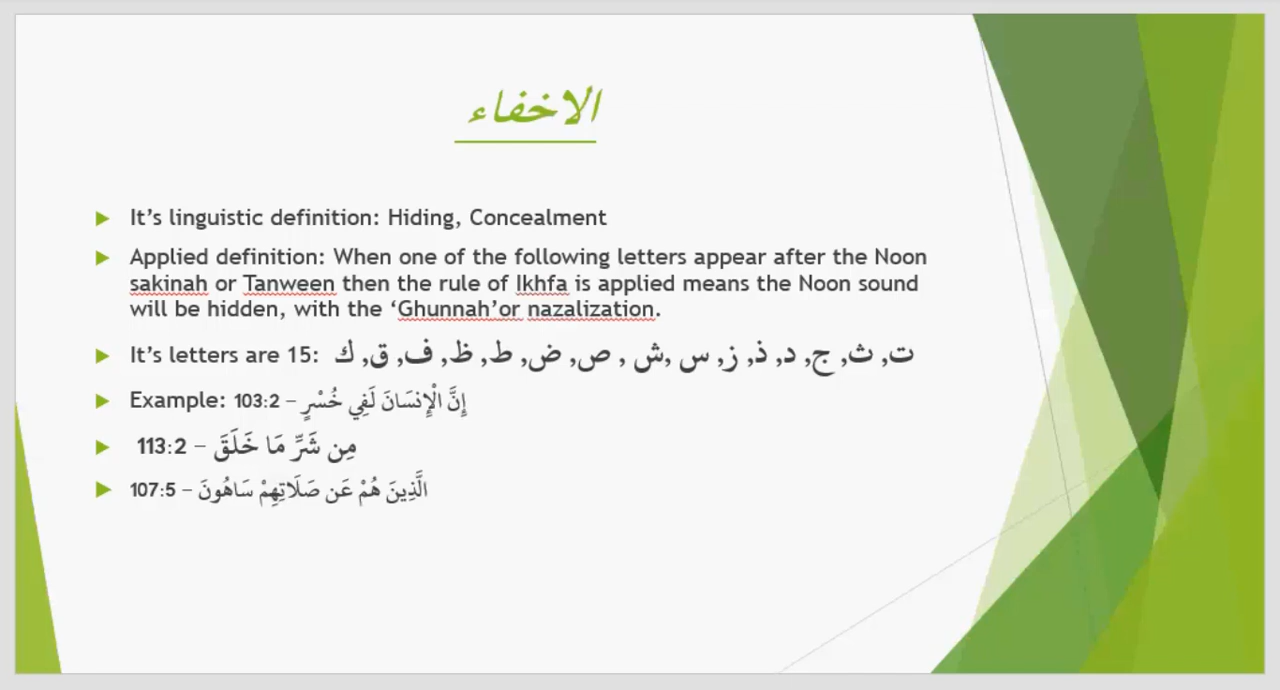 الاخفاء
It's linguistic definition: Hiding, Concealment
Applied definition: When one of the following letters appear after the Noon
sakinah or Tanween then the rule of Ikhfa is applied means the Noon sound
will be hidden, with the ‘Ghunnah’or nazalization.
It's letters are 15: ت, ث, ج, د, ذ, ز, س ,ش , ص, ض, ط, ظ, ف, ق, ك
Example: 103:2 – إِنَّ الْإِنسَانَ لَفِي خُسْرٍ
113:2 – مِن شَرِّ مَا خَلَقَ
107:5 – الَّذِينَ هُمْ عَن صَلَاتِهِمْ سَاهُونَ